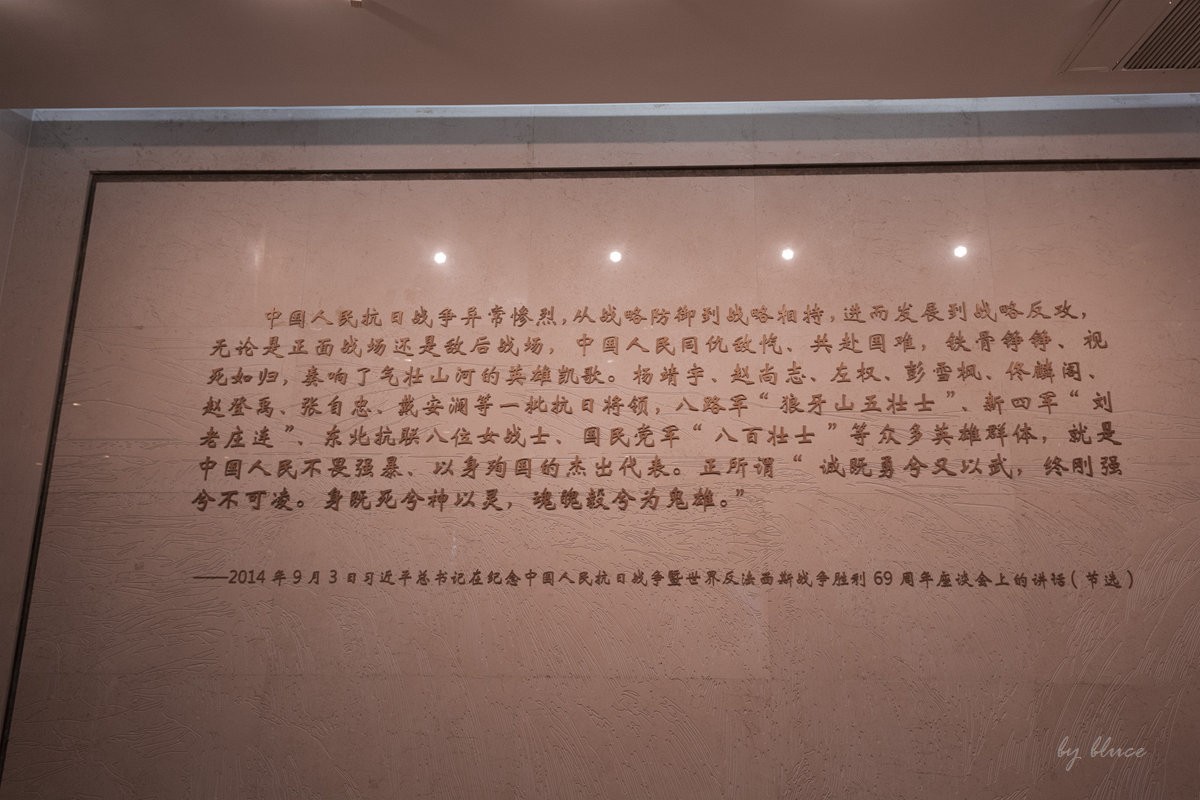 中国人民抗日战争异常惨烈，从战略防御到战略相持，进而发展到战略反攻，
无论是正面战场还是敌后战场，中国人民同仇敌忾、共赴国难，铁骨铮铮、视
死如归，奏响了气壮山河的英雄凯歌。杨靖宇、赵尚志、左权、彭雪枫、佟麟阁、
赵登禹、张自忠、戴安澜等一批抗日将领，八路军“狼牙山五壮士”、新四军“刘
老庄连”、东北抗联八位女战士、国民党军“八百壮士”等众多英雄群体，就是
中国人民不畏强暴、以身殉国的杰出代表。正所谓“诚既勇兮又以武，终刚强
兮不可凌。身既死兮神以灵，魂魄毅兮为鬼雄。”
——2014年9月3日习近平总书记在纪念中国人民抗日战争暨世界反法西斯战争胜利69周年座谈会上的讲话（节选）
by bluce